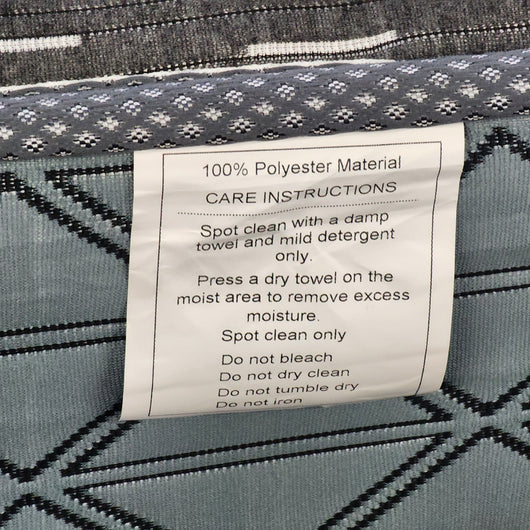 100% Polyester Material
CARE INSTRUCTIONS
Spot clean with a damp
towel and mild detergent
only.
Press a dry towel on the
moist area to remove excess
moisture.
Spot clean only
Do not bleach
Do not dry clean
Do not tumble dry
Do not iron